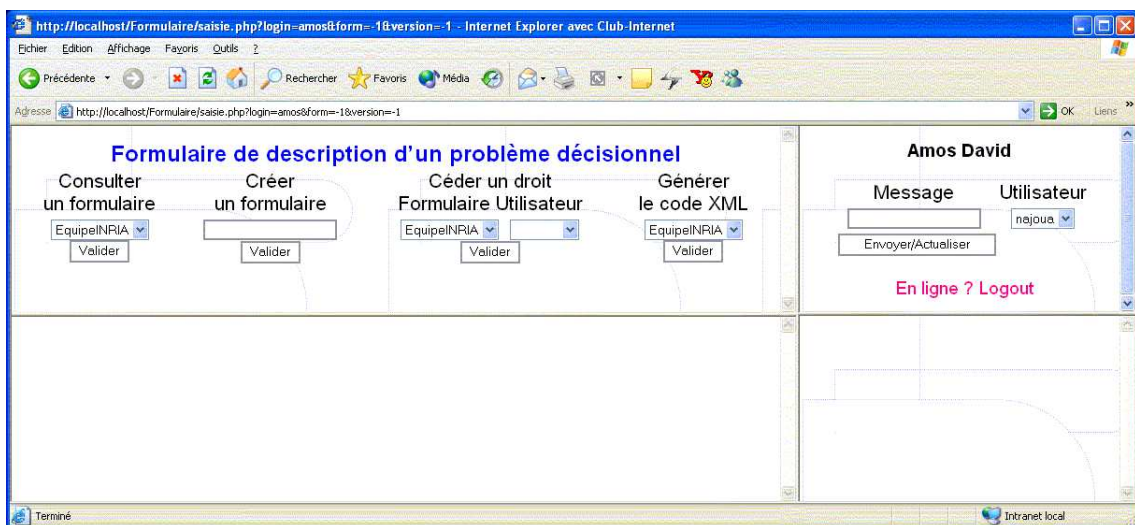 http://localhost/Formulaire/saisie.php?login=amos&form=-1&version=-1 - Internet Explorer avec Club-Internet
Fichier Edition Affichage Favoris Outils ?
Précédente Rechercher Favoris Média
Adresse http://localhost/Formulaire/saisie.php?login=amos&form=-1&version=-1 OK Liens »
Formulaire de description d'un problème décisionnel
Consulter Créer Céder un droit Générer
un formulaire un formulaire Formulaire Utilisateur le code XML
EquipeINRIA EquipeINRIA EquipeINRIA
Valider Valider Valider Valider
Amos David
Message Utilisateur
najoua
Envoyer/Actualiser
En ligne ? Logout
Terminé Intranet local